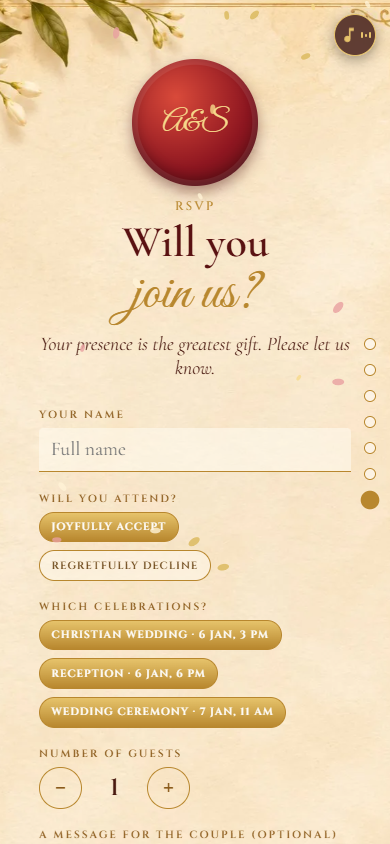 A&S
RSVP
Will you
join us?
Your presence is the greatest gift. Please let us
know.
YOUR NAME
Full name
WILL YOU ATTEND?
JOYFULLY ACCEPT
REGRETFULLY DECLINE
WHICH CELEBRATIONS?
CHRISTIAN WEDDING · 6 JAN, 3 PM
RECEPTION · 6 JAN, 6 PM
WEDDING CEREMONY · 7 JAN, 11 AM
NUMBER OF GUESTS
− 1 +
A MESSAGE FOR THE COUPLE (OPTIONAL)